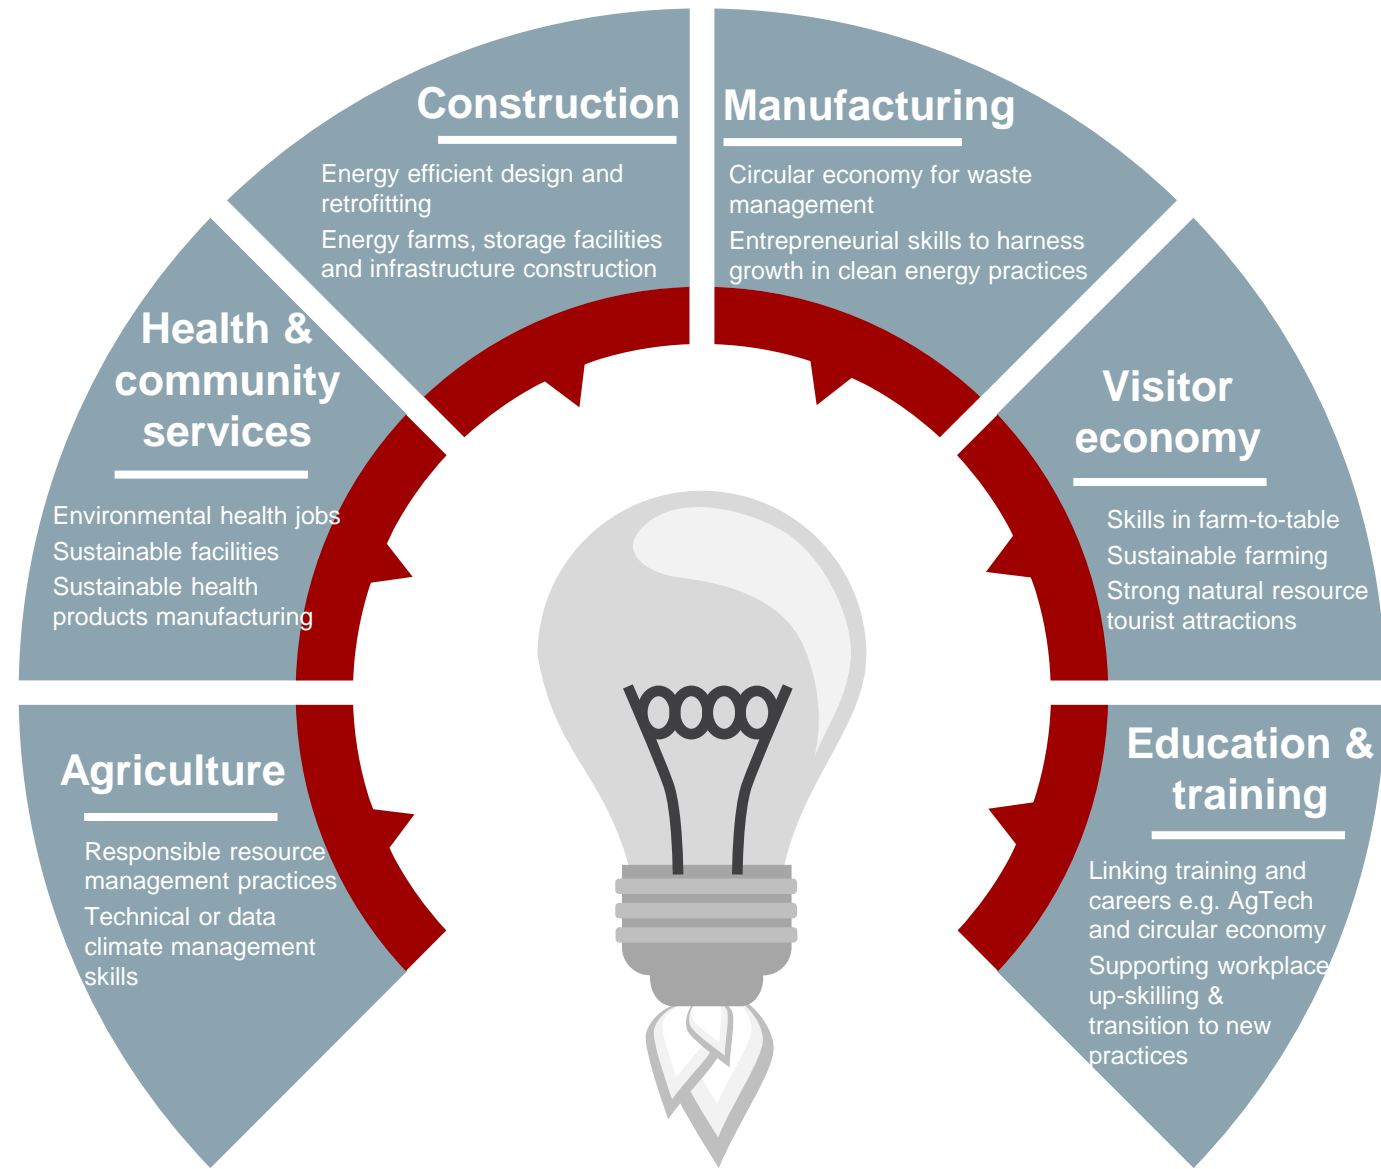 Construction
Energy efficient design and
retrofitting
Energy farms, storage facilities
and infrastructure construction
Manufacturing
Circular economy for waste
management
Entrepreneurial skills to harness
growth in clean energy practices
Health &
community
services
Environmental health jobs
Sustainable facilities
Sustainable health
products manufacturing
Visitor
economy
Skills in farm-to-table
Sustainable farming
Strong natural resource
tourist attractions
Agriculture
Responsible resource
management practices
Technical or data
climate management
skills
Education &
training
Linking training and
careers e.g. AgTech
and circular economy
Supporting workplace
up-skilling &
transition to new
practices